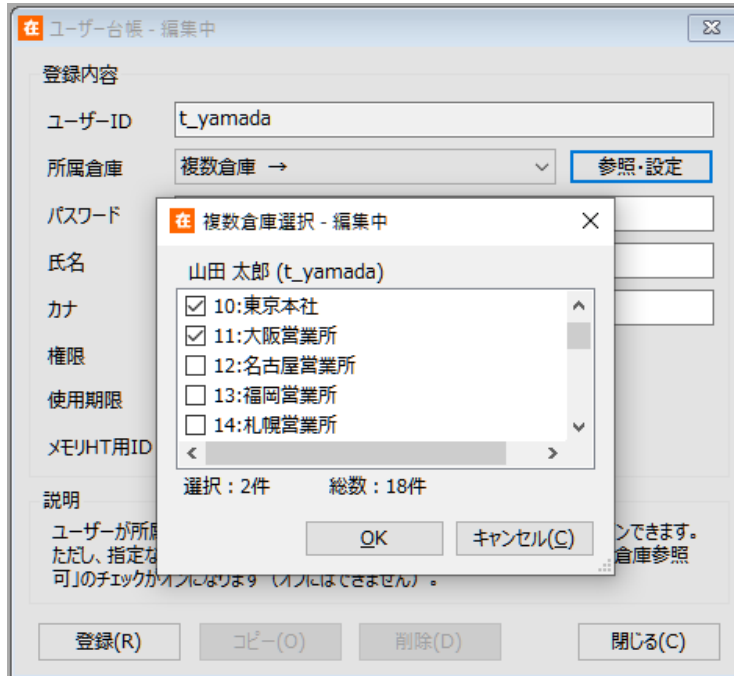 在 ユーザー台帳 - 編集中
登録内容
ユーザーID t_yamada
所属倉庫 複数倉庫 → 参照・設定
パスワード
氏名
カナ
権限
使用期限
メモリHT用ID
在 複数倉庫選択 - 編集中
山田 太郎 (t_yamada)
10:東京本社
11:大阪営業所
12:名古屋営業所
13:福岡営業所
14:札幌営業所
選択:2件 総数:18件
OK キャンセル(C)
説明
ユーザーが所 ンできます。
ただし、指定な 倉庫参照
可」のチェックがオンになります(オフにはできません)。
登録(R) コピー(O) 削除(D) 閉じる(C)